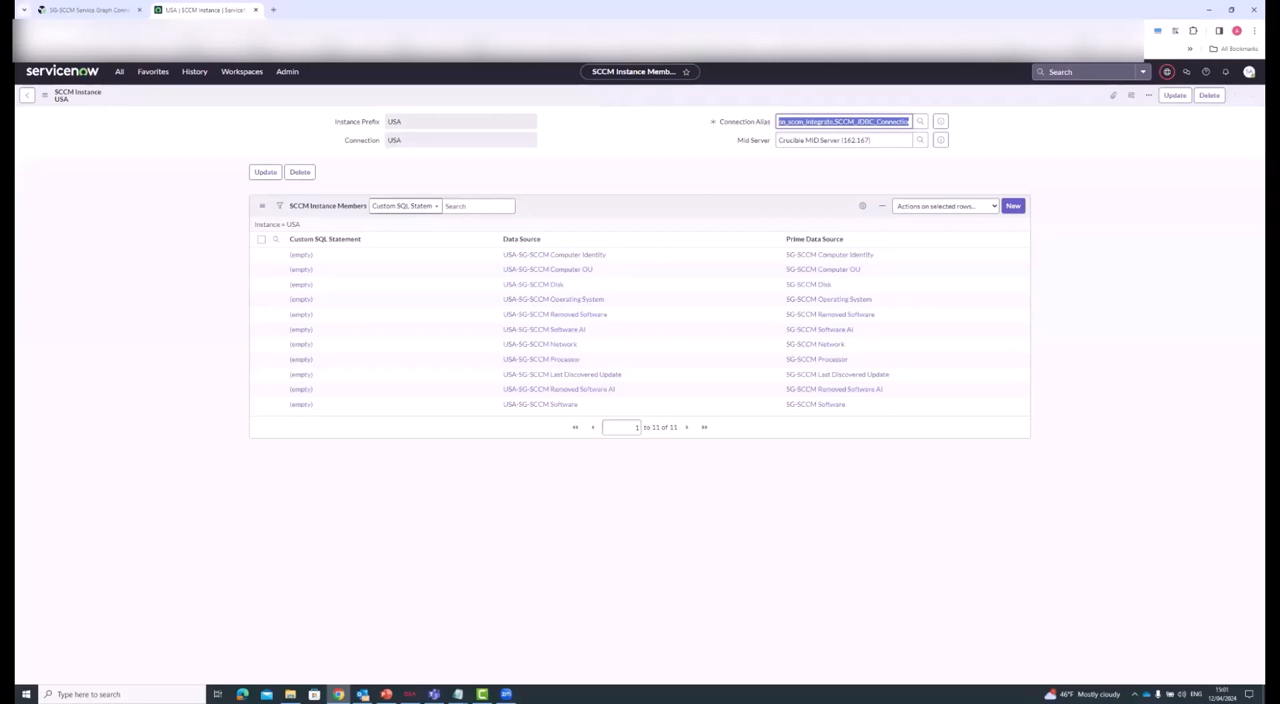 SG-SCCM Service Graph Conne
USA | SCCM Instance | Service
All Bookmarks
servicenow All Favorites History Workspaces Admin
SCCM Instance Memb...
Search
SCCM Instance
USA
Update Delete
Instance Prefix USA
Connection Alias sn_sccm_integrate.SCCM_JDBC_Connectio
Connection USA
Mid Server Crucible MID Server (162.167)
Update Delete
SCCM Instance Members Custom SQL Statem Search Actions on selected rows... New
Instance = USA
Custom SQL Statement Data Source Prime Data Source
(empty) USA-SG-SCCM Computer Identity SG-SCCM Computer Identity
(empty) USA-SG-SCCM Computer OU SG-SCCM Computer OU
(empty) USA-SG-SCCM Disk SG-SCCM Disk
(empty) USA-SG-SCCM Operating System SG-SCCM Operating System
(empty) USA-SG-SCCM Removed Software SG-SCCM Removed Software
(empty) USA-SG-SCCM Software AI SG-SCCM Software AI
(empty) USA-SG-SCCM Network SG-SCCM Network
(empty) USA-SG-SCCM Processor SG-SCCM Processor
(empty) USA-SG-SCCM Last Discovered Update SG-SCCM Last Discovered Update
(empty) USA-SG-SCCM Removed Software AI SG-SCCM Removed Software AI
(empty) USA-SG-SCCM Software SG-SCCM Software
1 to 11 of 11
Type here to search
46°F Mostly cloudy
ENG
15:01
12/04/2024